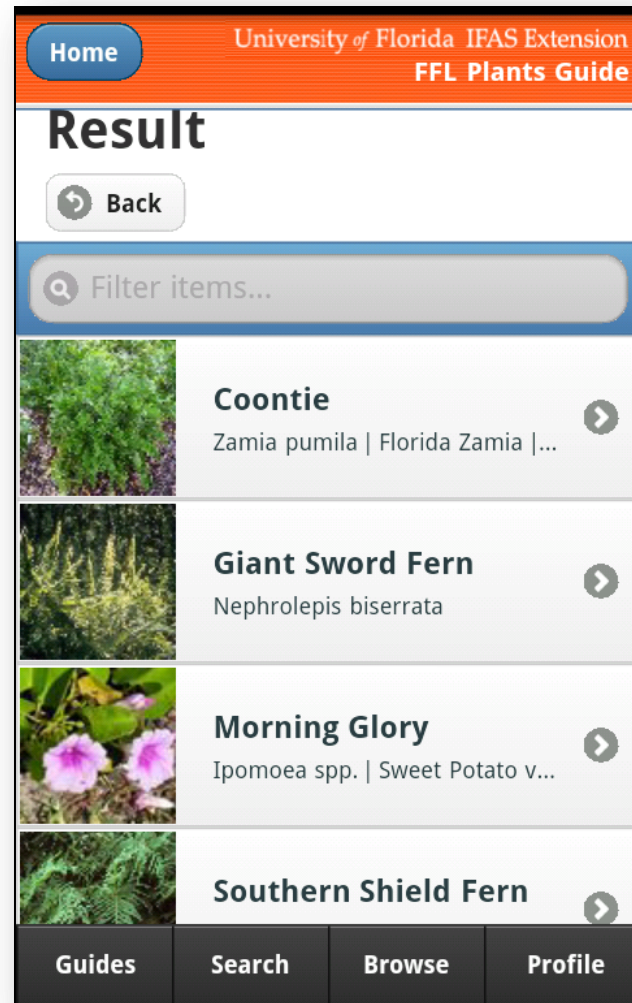 Home
University of Florida IFAS Extension
FFL Plants Guide
Result
Back
Filter items...
Coontie
Zamia pumila | Florida Zamia |...
Giant Sword Fern
Nephrolepis biserrata
Morning Glory
Ipomoea spp. | Sweet Potato v...
Southern Shield Fern
Guides Search Browse Profile